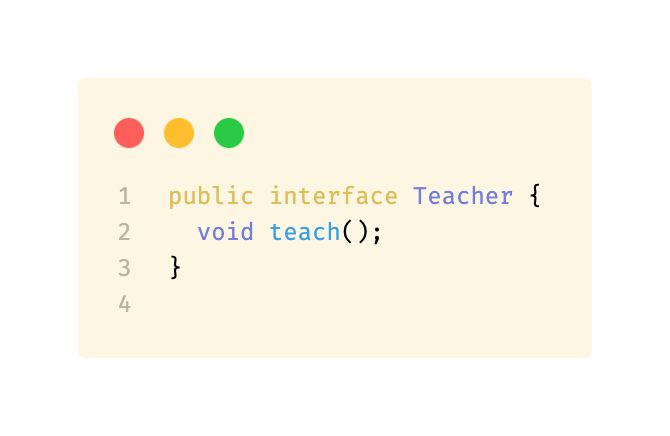 1 public interface Teacher {
2   void teach();
3 }
4